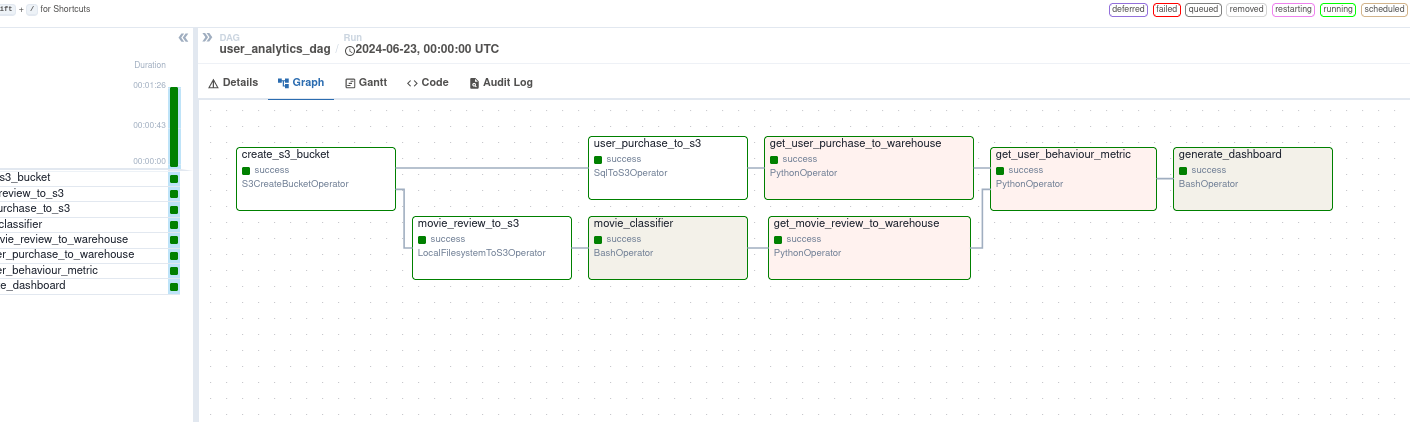 ift + / for Shortcuts
deferred failed queued removed restarting running scheduled
DAG
user_analytics_dag /
Run
2024-06-23, 00:00:00 UTC
Details Graph Gantt Code Audit Log
Duration
00:01:26
00:00:43
00:00:00
s3_bucket
review_to_s3
urchase_to_s3
classifier
vie_review_to_warehouse
er_purchase_to_warehouse
er_behaviour_metric
e_dashboard
create_s3_bucket
success
S3CreateBucketOperator
user_purchase_to_s3
success
SqlToS3Operator
get_user_purchase_to_warehouse
success
PythonOperator
get_user_behaviour_metric
success
PythonOperator
generate_dashboard
success
BashOperator
movie_review_to_s3
success
LocalFilesystemToS3Operator
movie_classifier
success
BashOperator
get_movie_review_to_warehouse
success
PythonOperator